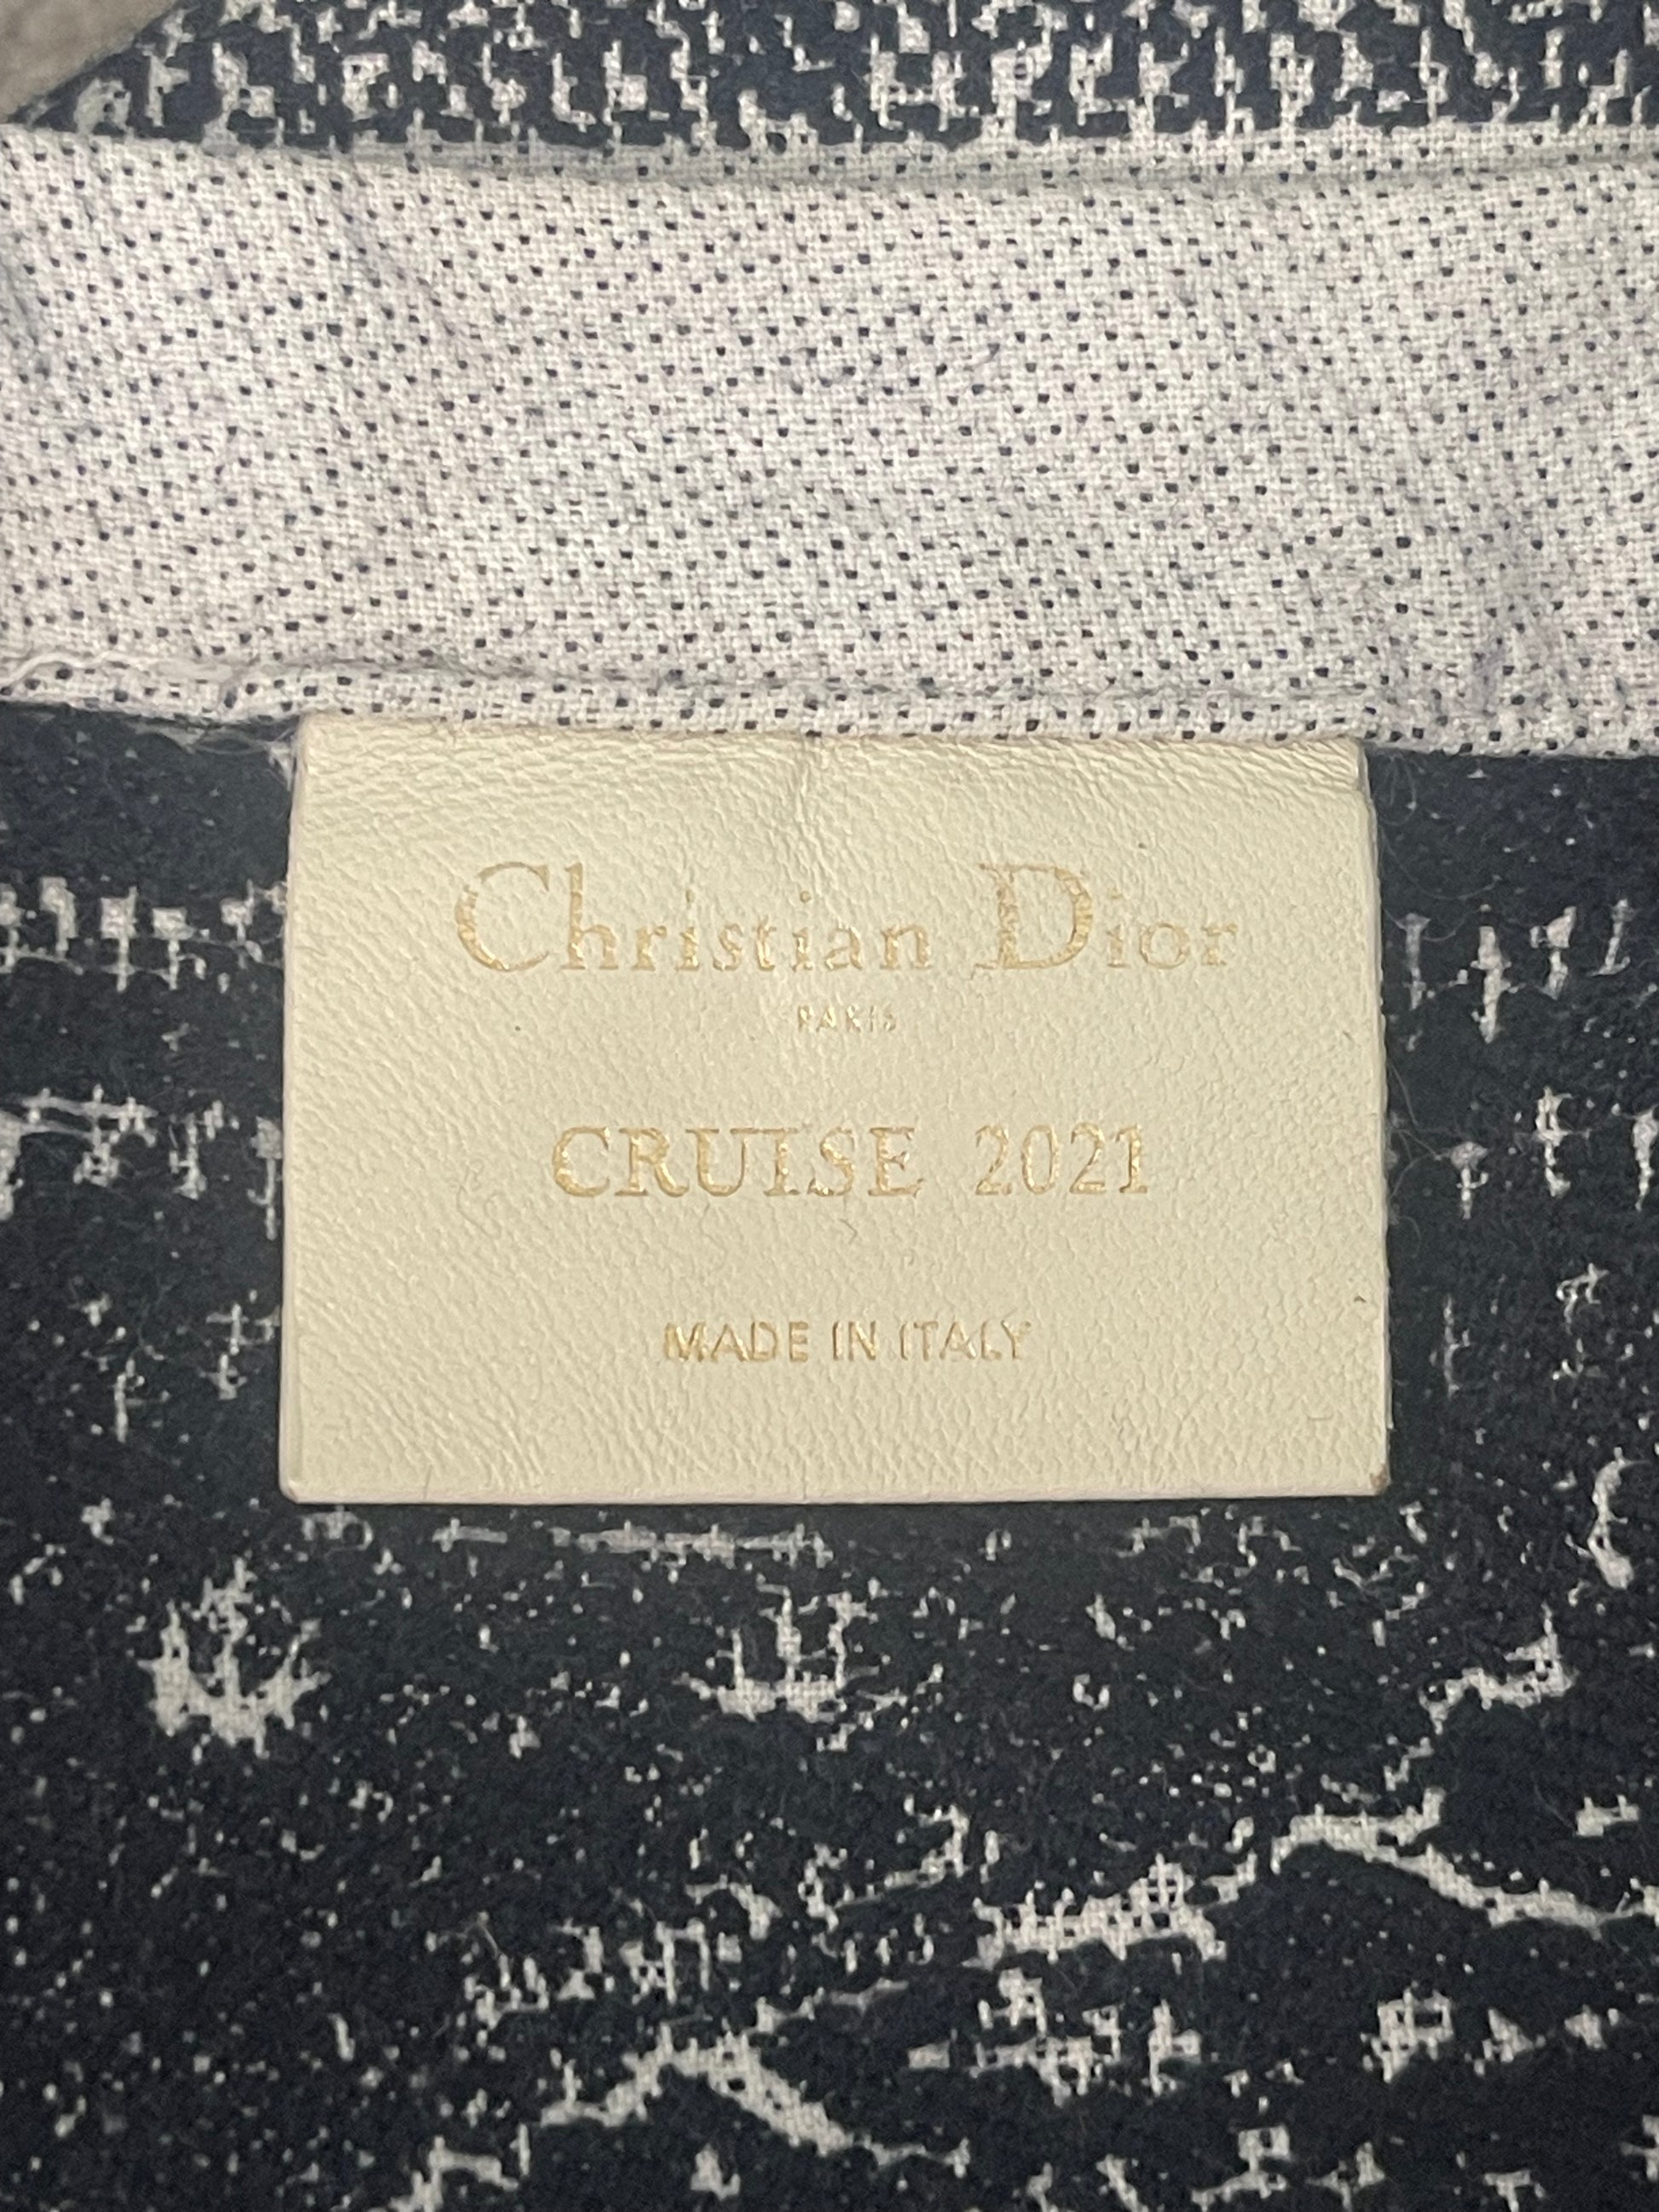 Christian Dior
PARIS
CRUISE 2021
MADE IN ITALY